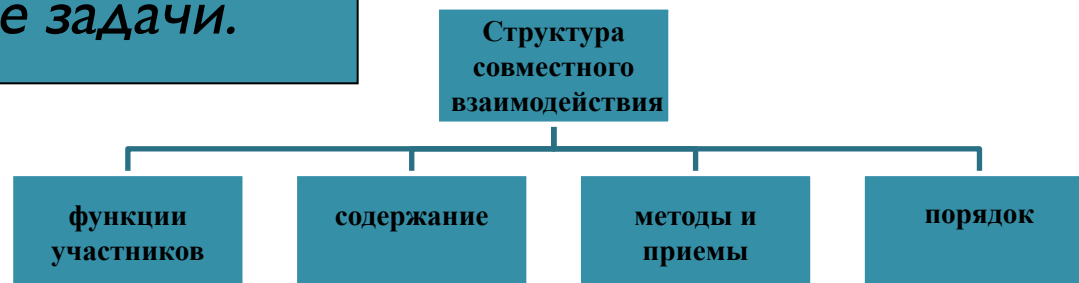 е задачи.
Структура
совместного
взаимодействия
функции
участников
содержание
методы и
приемы
порядок